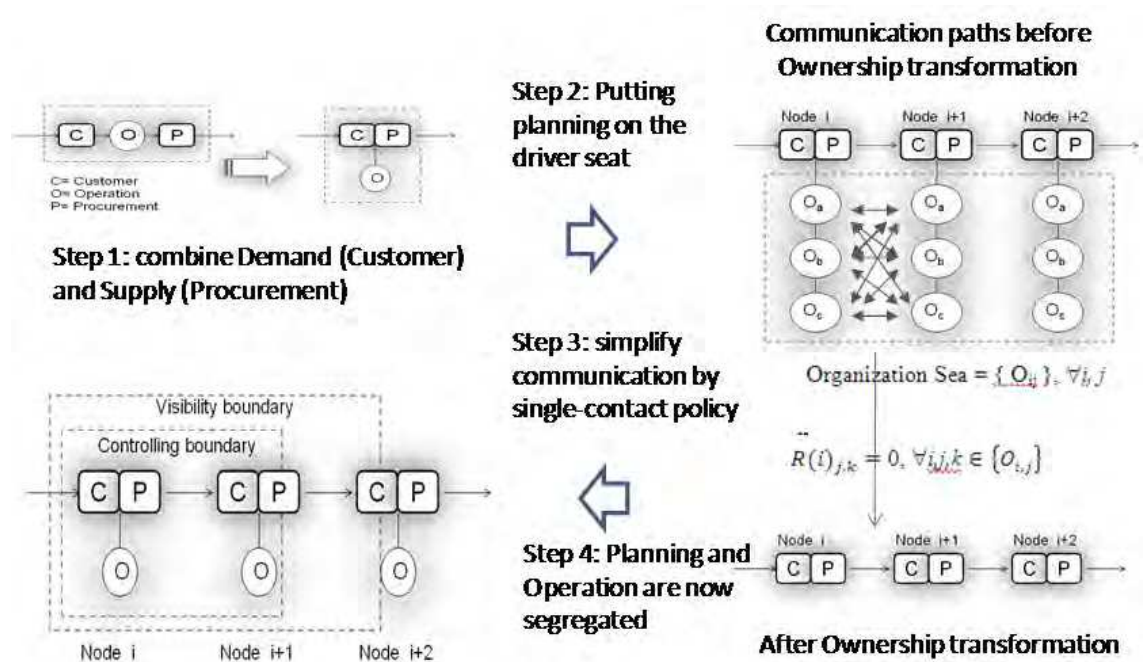 C O P
C P
O
C= Customer
O= Operation
P= Procurement
Step 1: combine Demand (Customer)
and Supply (Procurement)
Step 2: Putting
planning on the
driver seat
Communication paths before
Ownership transformation
Node i Node i+1 Node i+2
C P C P C P
Oa Oa Oa
Ob Ob Ob
Oc Oc Oc
Organization Sea = { Oij }, ∀i,j
R̈(i)j,k = 0, ∀i,j,k ∈ {Oi,j}
Step 3: simplify
communication by
single-contact policy
Visibility boundary
Controlling boundary
C P C P C P
O O O
Node i Node i+1 Node i+2
Step 4: Planning and
Operation are now
segregated
Node i Node i+1 Node i+2
C P C P C P
After Ownership transformation